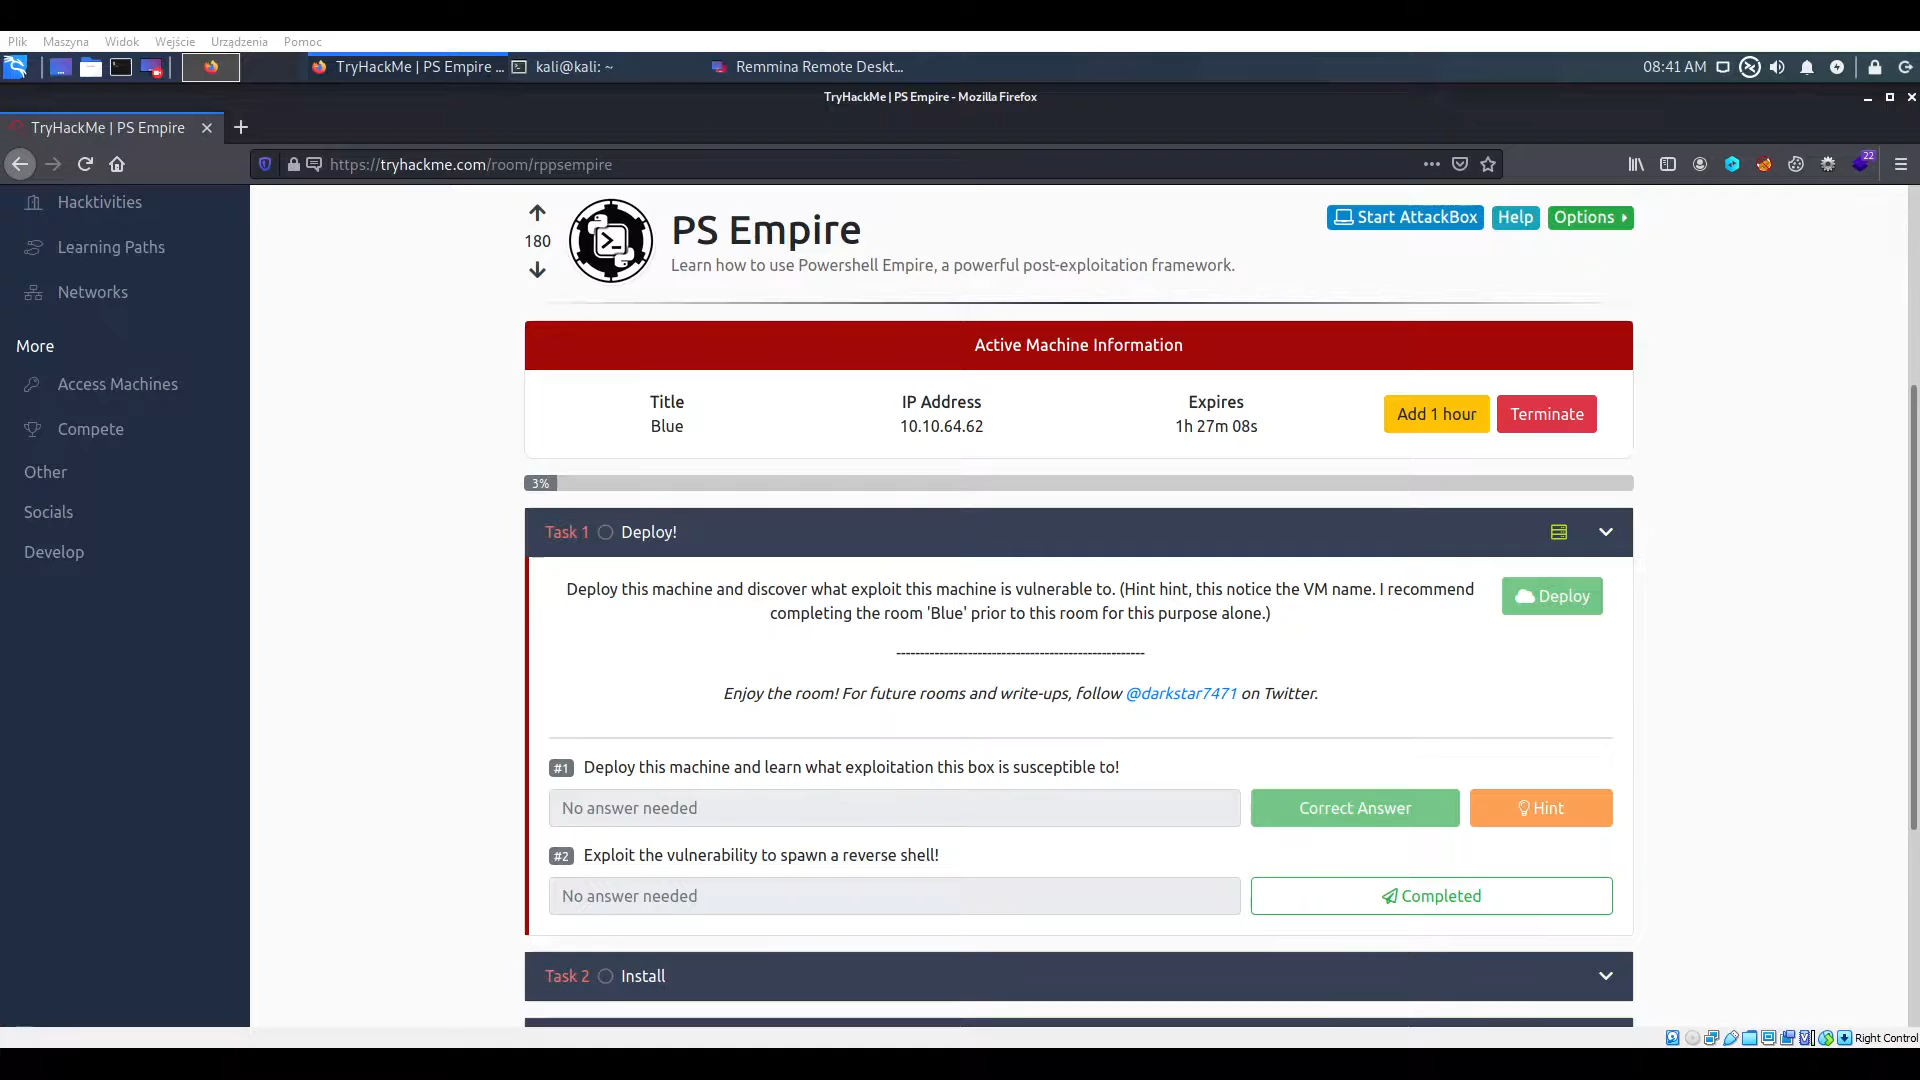 Plik Maszyna Widok Wejście Urządzenia Pomoc
TryHackMe | PS Empire ... kali@kali: ~ Remmina Remote Deskt... 08:41 AM
TryHackMe | PS Empire - Mozilla Firefox
TryHackMe | PS Empire
https://tryhackme.com/room/rppsempire
22
Hacktivities
Learning Paths
Networks
More
Access Machines
Compete
Other
Socials
Develop
180
PS Empire
Learn how to use Powershell Empire, a powerful post-exploitation framework.
Start AttackBox Help Options
Active Machine Information
Title IP Address Expires
Blue 10.10.64.62 1h 27m 08s
Add 1 hour Terminate
3%
Task 1 Deploy!
Deploy this machine and discover what exploit this machine is vulnerable to. (Hint hint, this notice the VM name. I recommend
completing the room 'Blue' prior to this room for this purpose alone.)
Deploy
--------------------------------------------------
Enjoy the room! For future rooms and write-ups, follow @darkstar7471 on Twitter.
#1 Deploy this machine and learn what exploitation this box is susceptible to!
No answer needed Correct Answer Hint
#2 Exploit the vulnerability to spawn a reverse shell!
No answer needed Completed
Task 2 Install
Right Control